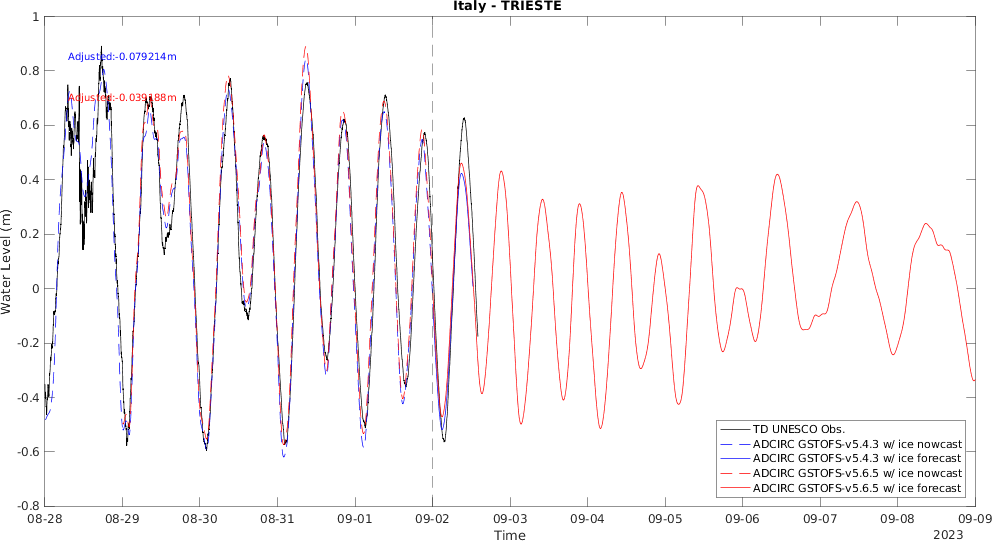 Italy - TRIESTE
Adjusted:-0.079214m
Adjusted:-0.039188m
Water Level (m)
1
0.8
0.6
0.4
0.2
0
-0.2
-0.4
-0.6
-0.8
TD UNESCO Obs.
ADCIRC GSTOFS-v5.4.3 w/ ice nowcast
ADCIRC GSTOFS-v5.4.3 w/ ice forecast
ADCIRC GSTOFS-v5.6.5 w/ ice nowcast
ADCIRC GSTOFS-v5.6.5 w/ ice forecast
08-28 08-29 08-30 08-31 09-01 09-02 09-03 09-04 09-05 09-06 09-07 09-08 09-09
Time
2023